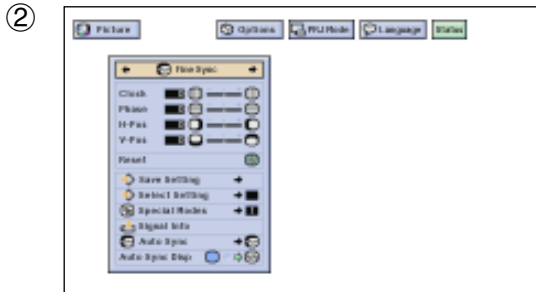 ②
Picture Options PRJ Mode Language Status
Fine Sync
Clock
Phase
H-Pos
V-Pos
Reset
Save Setting
Select Setting
Special Modes
Signal Info
Auto Sync
Auto Sync Disp